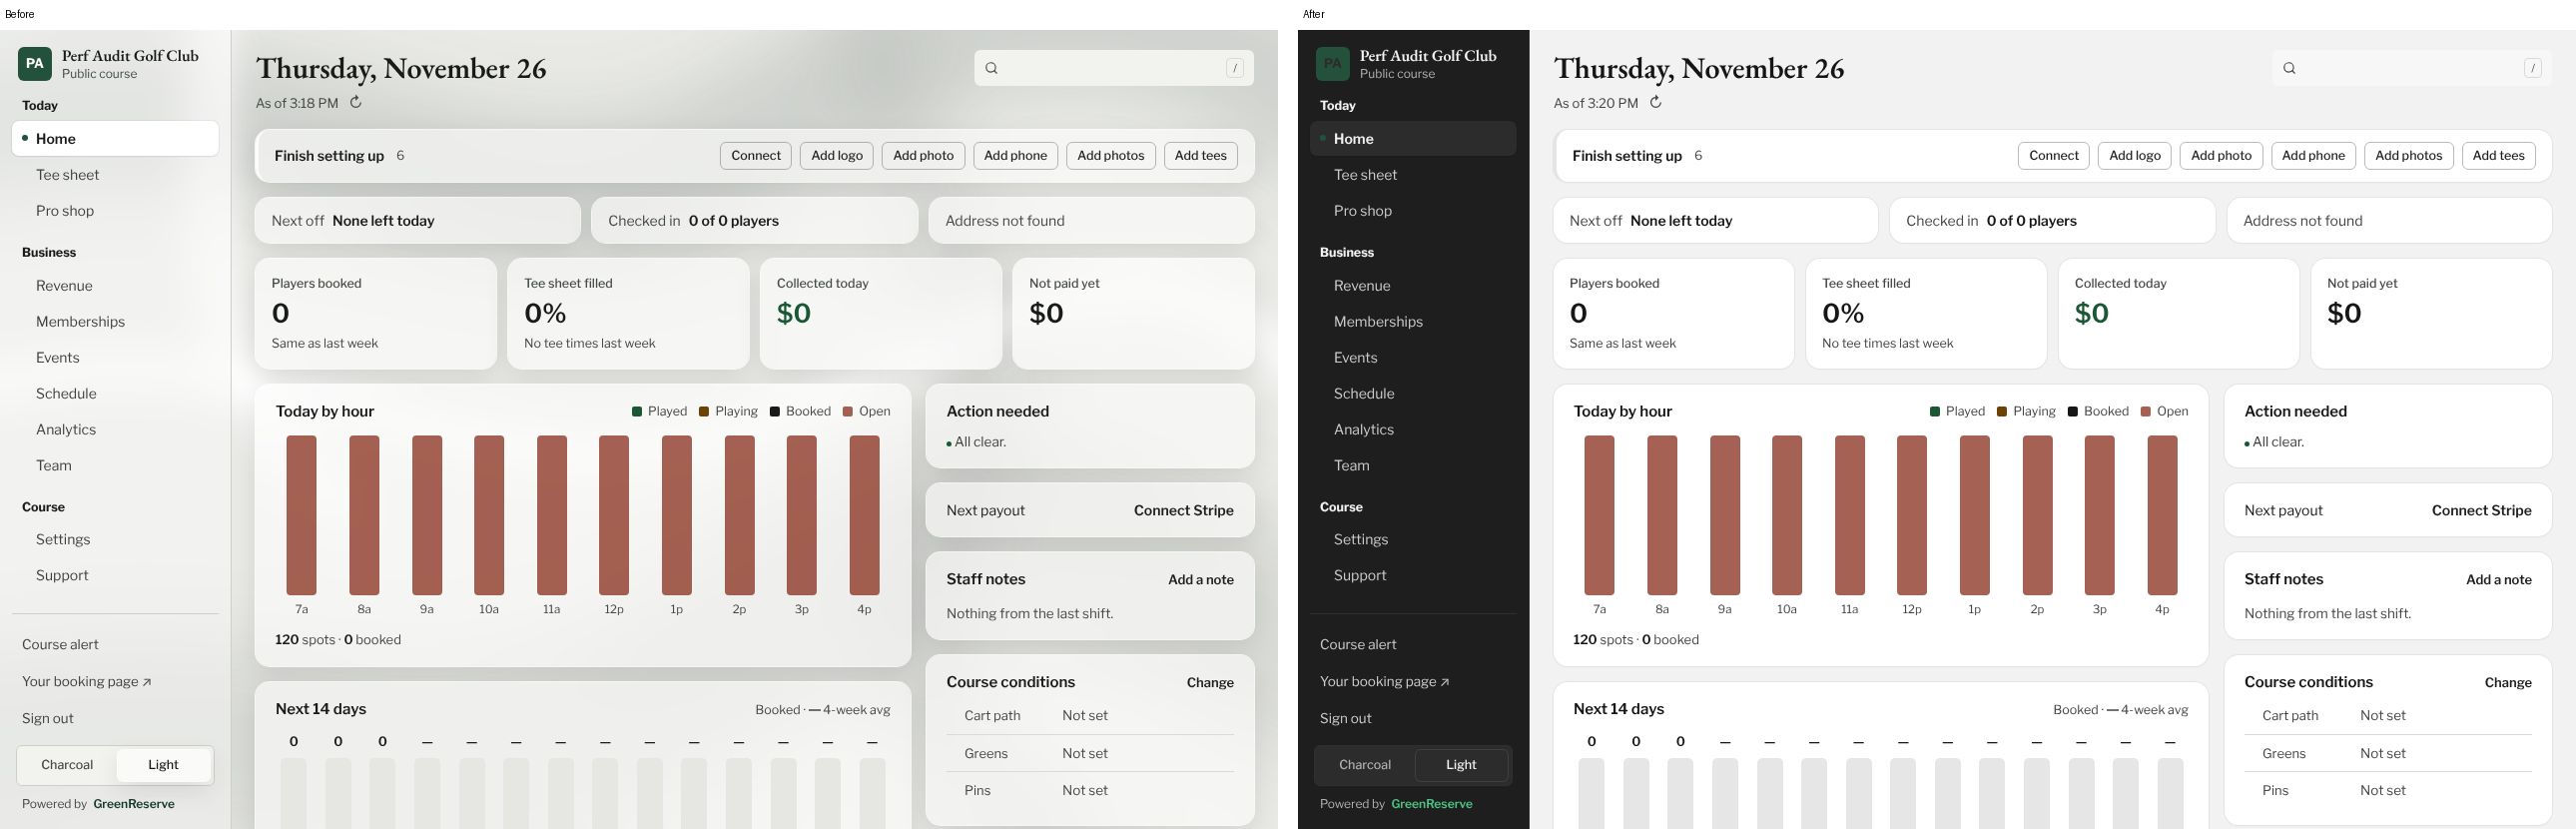 Before
PA
Perf Audit Golf Club
Public course
Today
Home
Tee sheet
Pro shop
Business
Revenue
Memberships
Events
Schedule
Analytics
Team
Course
Settings
Support
Course alert
Your booking page ↗
Sign out
Charcoal Light
Powered by GreenReserve
Thursday, November 26
/
As of 3:18 PM
Finish setting up 6 Connect Add logo Add photo Add phone Add photos Add tees
Next off None left today Checked in 0 of 0 players Address not found
Players booked Tee sheet filled Collected today Not paid yet
0 0% $0 $0
Same as last week No tee times last week
Today by hour Played Playing Booked Open
7a 8a 9a 10a 11a 12p 1p 2p 3p 4p
120 spots · 0 booked
Next 14 days Booked · — 4-week avg
0 0 0 — — — — — — — — — — —
Action needed
All clear.
Next payout Connect Stripe
Staff notes Add a note
Nothing from the last shift.
Course conditions Change
Cart path Not set
Greens Not set
Pins Not set
After
PA
Perf Audit Golf Club
Public course
Today
Home
Tee sheet
Pro shop
Business
Revenue
Memberships
Events
Schedule
Analytics
Team
Course
Settings
Support
Course alert
Your booking page ↗
Sign out
Charcoal Light
Powered by GreenReserve
Thursday, November 26
/
As of 3:20 PM
Finish setting up 6 Connect Add logo Add photo Add phone Add photos Add tees
Next off None left today Checked in 0 of 0 players Address not found
Players booked Tee sheet filled Collected today Not paid yet
0 0% $0 $0
Same as last week No tee times last week
Today by hour Played Playing Booked Open
7a 8a 9a 10a 11a 12p 1p 2p 3p 4p
120 spots · 0 booked
Next 14 days Booked · — 4-week avg
0 0 0 — — — — — — — — — — —
Action needed
All clear.
Next payout Connect Stripe
Staff notes Add a note
Nothing from the last shift.
Course conditions Change
Cart path Not set
Greens Not set
Pins Not set